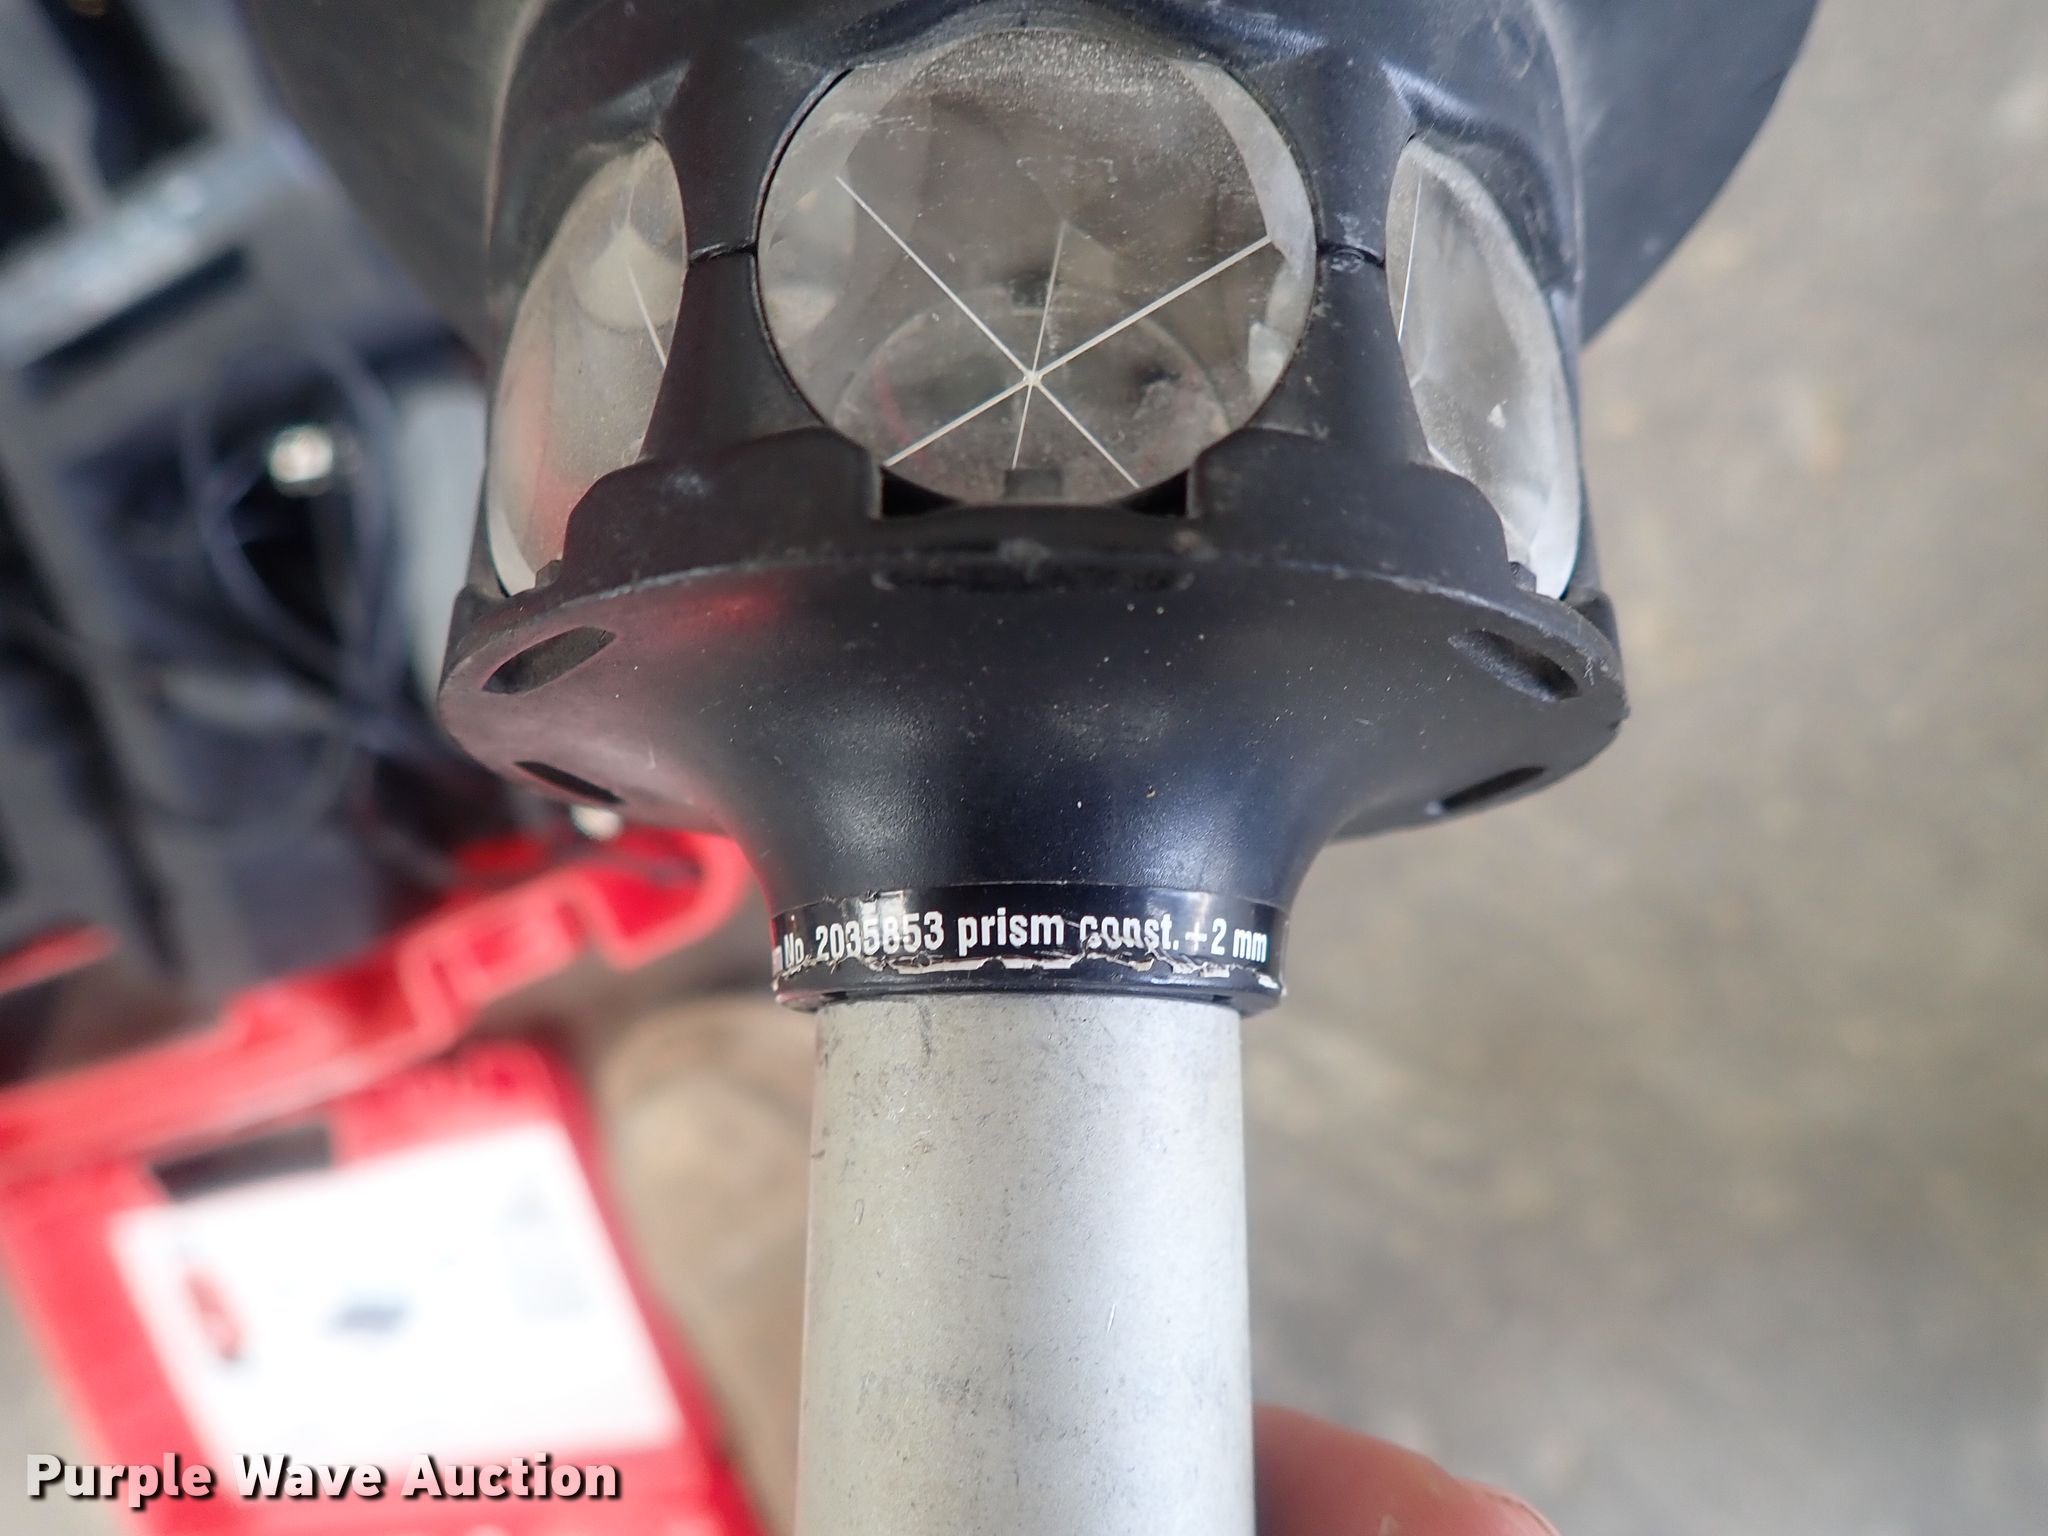 No. 2035853 prism const. +2 mm
Purple Wave Auction